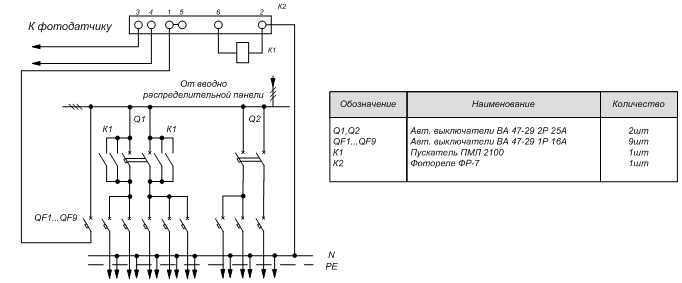 К2
3 4 1 5 6 2
К фотодатчику
К1
От вводно
распределительной панели
Q1
Q2
К1
К1
QF1...QF9
N
PE
Обозначение Наименование Количество
Q1,Q2 Авт. выключатели ВА 47-29 2Р 25А 2шт
QF1...QF9 Авт. выключатели ВА 47-29 1Р 16А 9шт
К1 Пускатель ПМЛ 2100 1шт
К2 Фотореле ФР-7 1шт